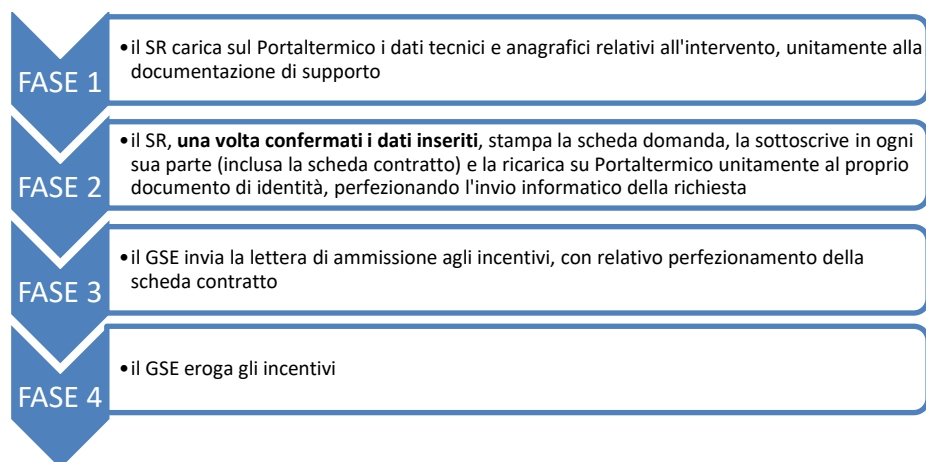 FASE 1
•il SR carica sul Portaltermico i dati tecnici e anagrafici relativi all'intervento, unitamente alla
documentazione di supporto
FASE 2
•il SR, una volta confermati i dati inseriti, stampa la scheda domanda, la sottoscrive in ogni
sua parte (inclusa la scheda contratto) e la ricarica su Portaltermico unitamente al proprio
documento di identità, perfezionando l'invio informatico della richiesta
FASE 3
•il GSE invia la lettera di ammissione agli incentivi, con relativo perfezionamento della
scheda contratto
FASE 4
•il GSE eroga gli incentivi